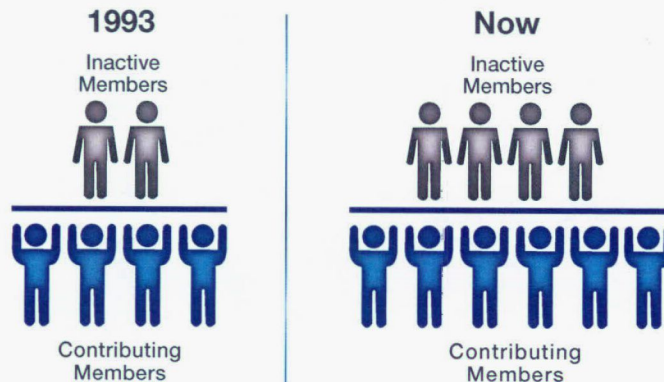 1993
Inactive
Members
Contributing
Members
Now
Inactive
Members
Contributing
Members